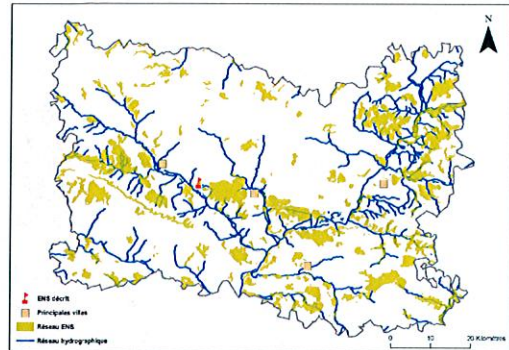 N
ENS décrit
Principales villes
Réseau ENS
Réseau hydrographique
0 10 20 Kilomètres